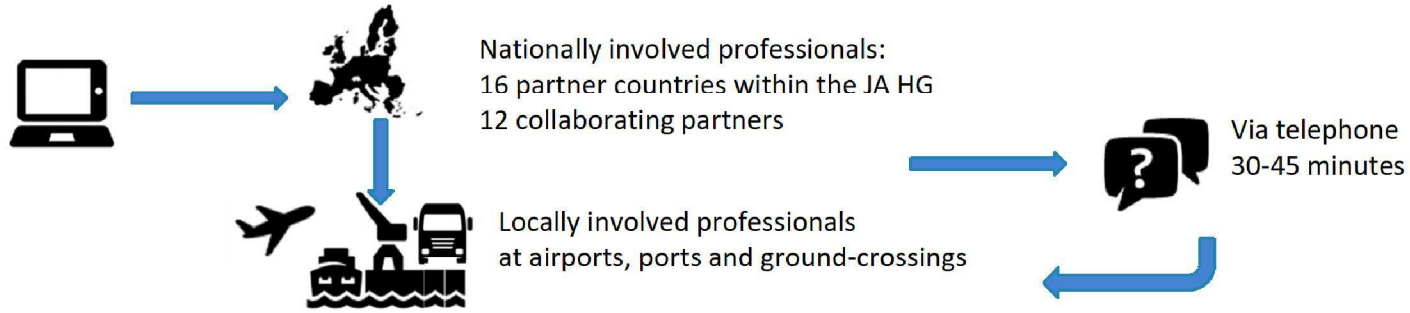 Nationally involved professionals:
16 partner countries within the JA HG
12 collaborating partners
Locally involved professionals
at airports, ports and ground-crossings
?
Via telephone
30-45 minutes